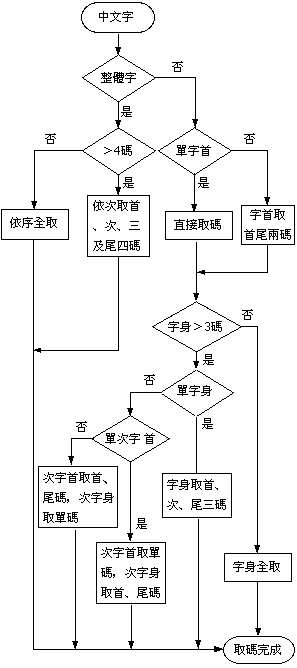 中文字
整體字
否
是
>4碼
單字首
否
否
是
是
依序全取
依次取首
、次、三
及尾四碼
直接取碼
字首取
首尾兩碼
字身>3碼
否
是
單字身
否
是
單次字 首
否
是
次字首取首、
尾碼，次字身
取單碼
字身取首、
次、尾三碼
次字首取單
碼，次字身
取首、尾碼
字身全取
取碼完成